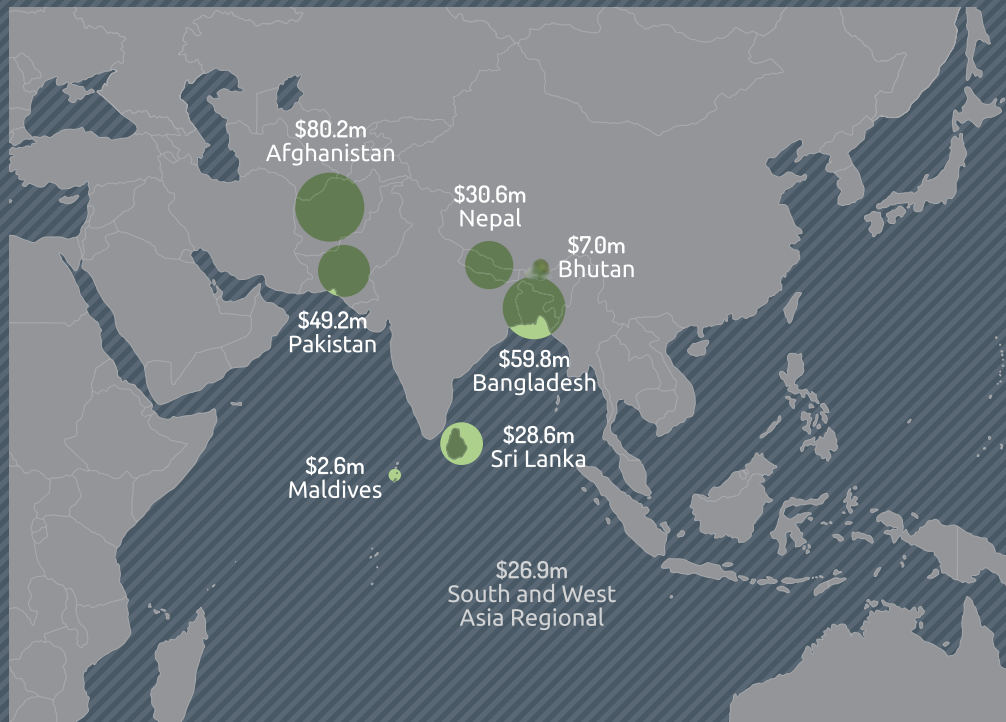 $80.2m
Afghanistan
$30.6m
Nepal
$7.0m
Bhutan
$49.2m
Pakistan
$59.8m
Bangladesh
$28.6m
Sri Lanka
$2.6m
Maldives
$26.9m
South and West
Asia Regional